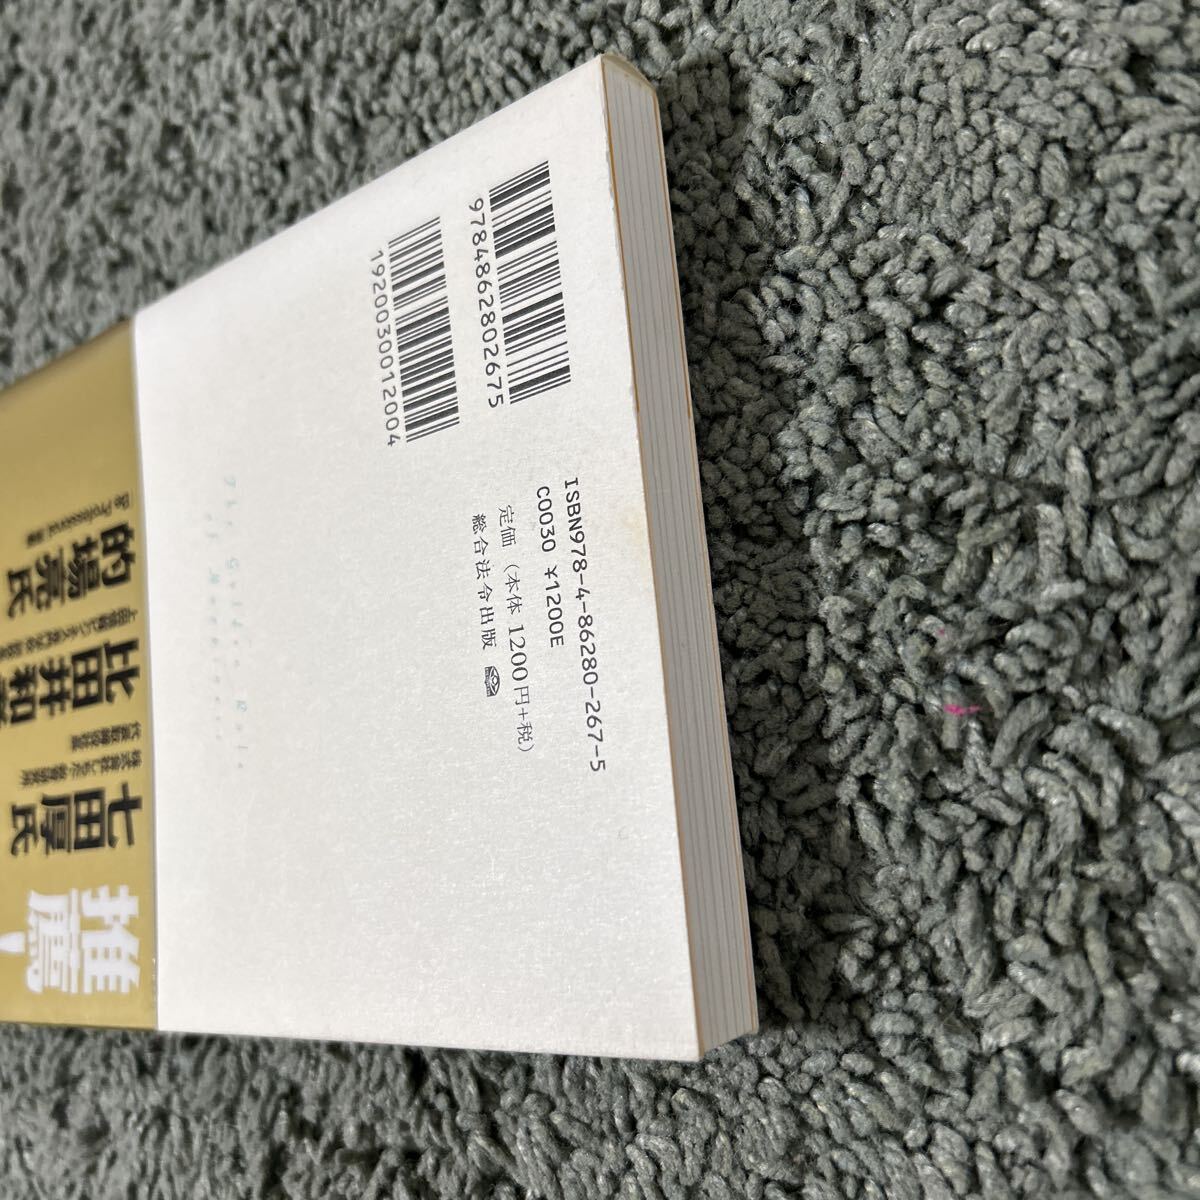 9784862802675
1920030012004
ISBN978-4-86280-267-5
C0030 ¥1200E
定価（本体 1200円+税）
総合法令出版
推薦！
七田厚氏
比田井和
的場亮氏